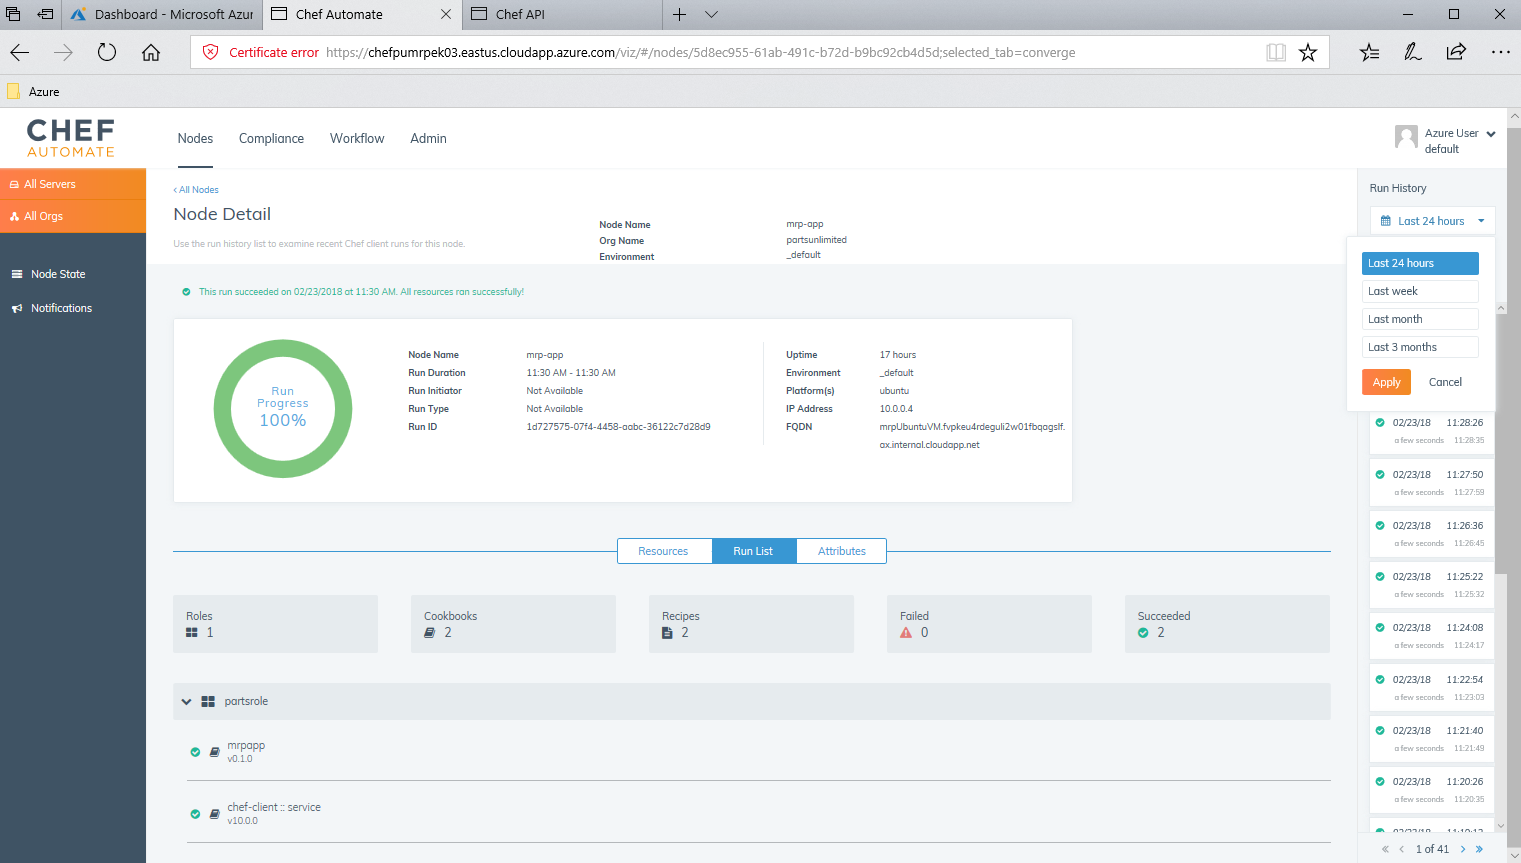 Dashboard - Microsoft Azur
Chef Automate
Chef API
Certificate error https://chefpumrpek03.eastus.cloudapp.azure.com/viz/#/nodes/5d8ec955-61ab-491c-b72d-b9bc92cb4d5d;selected_tab=converge
Azure
CHEF
AUTOMATE
Nodes Compliance Workflow Admin
Azure User
default
All Servers
All Orgs
Node State
Notifications
‹ All Nodes
Node Detail
Use the run history list to examine recent Chef client runs for this node.
Node Name mrp-app
Org Name partsunlimited
Environment _default
This run succeeded on 02/23/2018 at 11:30 AM. All resources ran successfully!
Run
Progress
100%
Node Name mrp-app
Run Duration 11:30 AM - 11:30 AM
Run Initiator Not Available
Run Type Not Available
Run ID 1d727575-07f4-4458-aabc-36122c7d28d9
Uptime 17 hours
Environment _default
Platform(s) ubuntu
IP Address 10.0.0.4
FQDN mrpUbuntuVM.fvpkeu4rdeguli2w01fbqagslf.
ax.internal.cloudapp.net
Resources Run List Attributes
Roles
1
Cookbooks
2
Recipes
2
Failed
0
Succeeded
2
partsrole
mrpapp
v0.1.0
chef-client :: service
v10.0.0
Run History
Last 24 hours
Last 24 hours
Last week
Last month
Last 3 months
Apply Cancel
02/23/18 11:28:26
a few seconds 11:28:35
02/23/18 11:27:50
a few seconds 11:27:59
02/23/18 11:26:36
a few seconds 11:26:45
02/23/18 11:25:22
a few seconds 11:25:32
02/23/18 11:24:08
a few seconds 11:24:17
02/23/18 11:22:54
a few seconds 11:23:03
02/23/18 11:21:40
a few seconds 11:21:49
02/23/18 11:20:26
a few seconds 11:20:35
« ‹ 1 of 41 › »